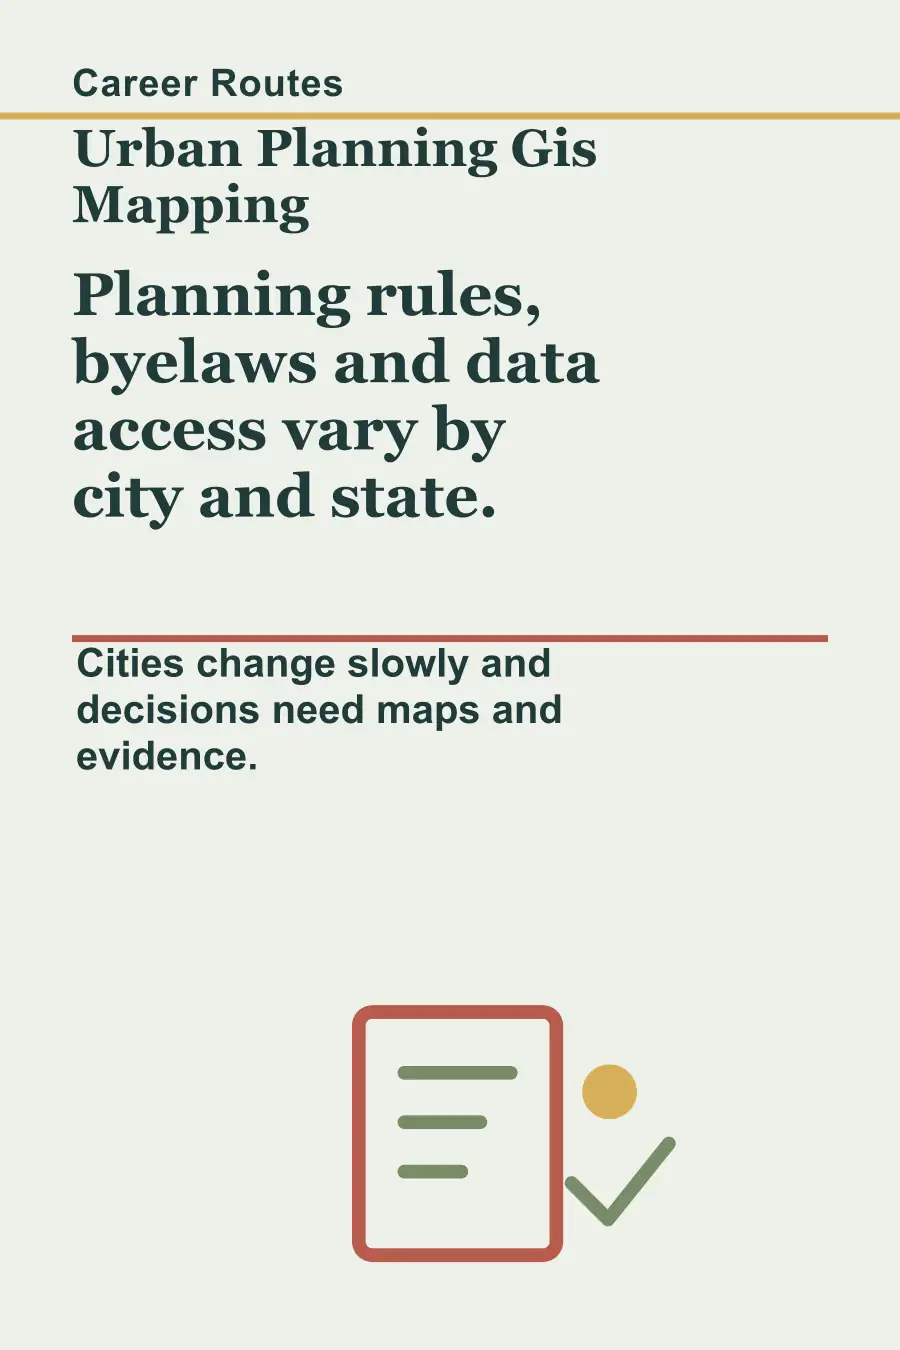 Career Routes
Urban Planning Gis
Mapping
Planning rules,
byelaws and data
access vary by
city and state.
Cities change slowly and
decisions need maps and
evidence.